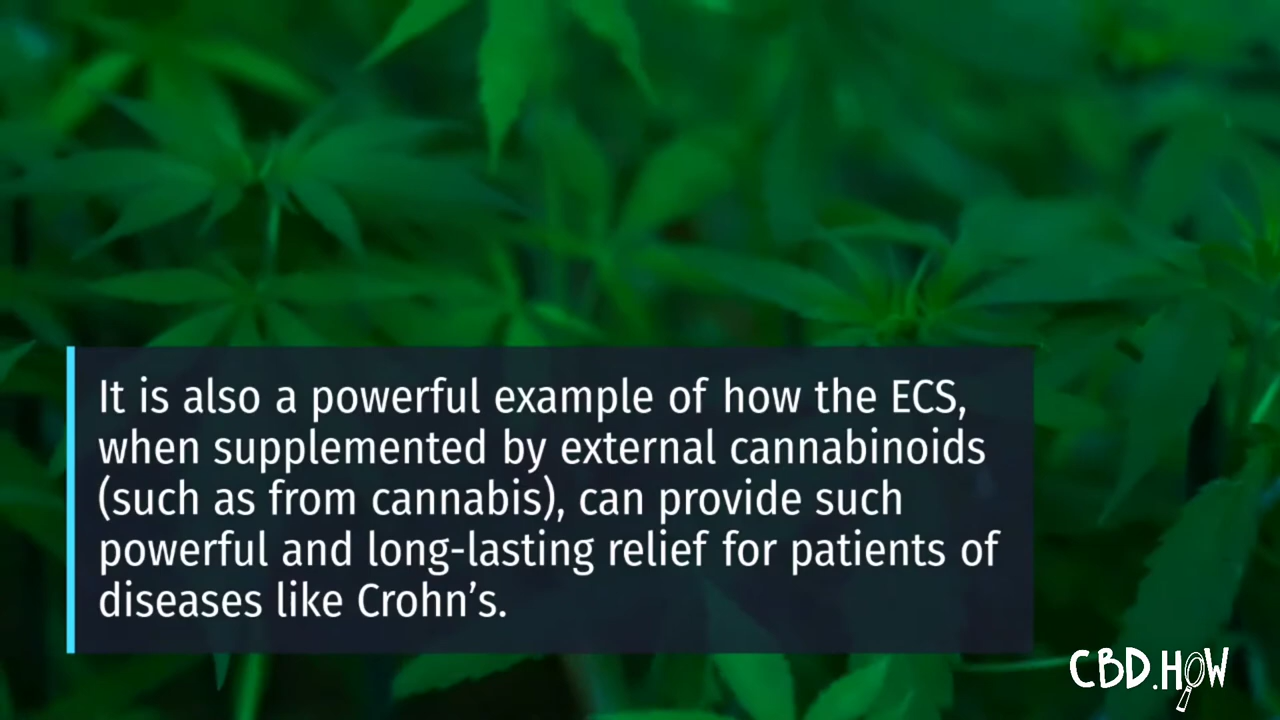 It is also a powerful example of how the ECS,
when supplemented by external cannabinoids
(such as from cannabis), can provide such
powerful and long-lasting relief for patients of
diseases like Crohn’s.
CBD.HOW